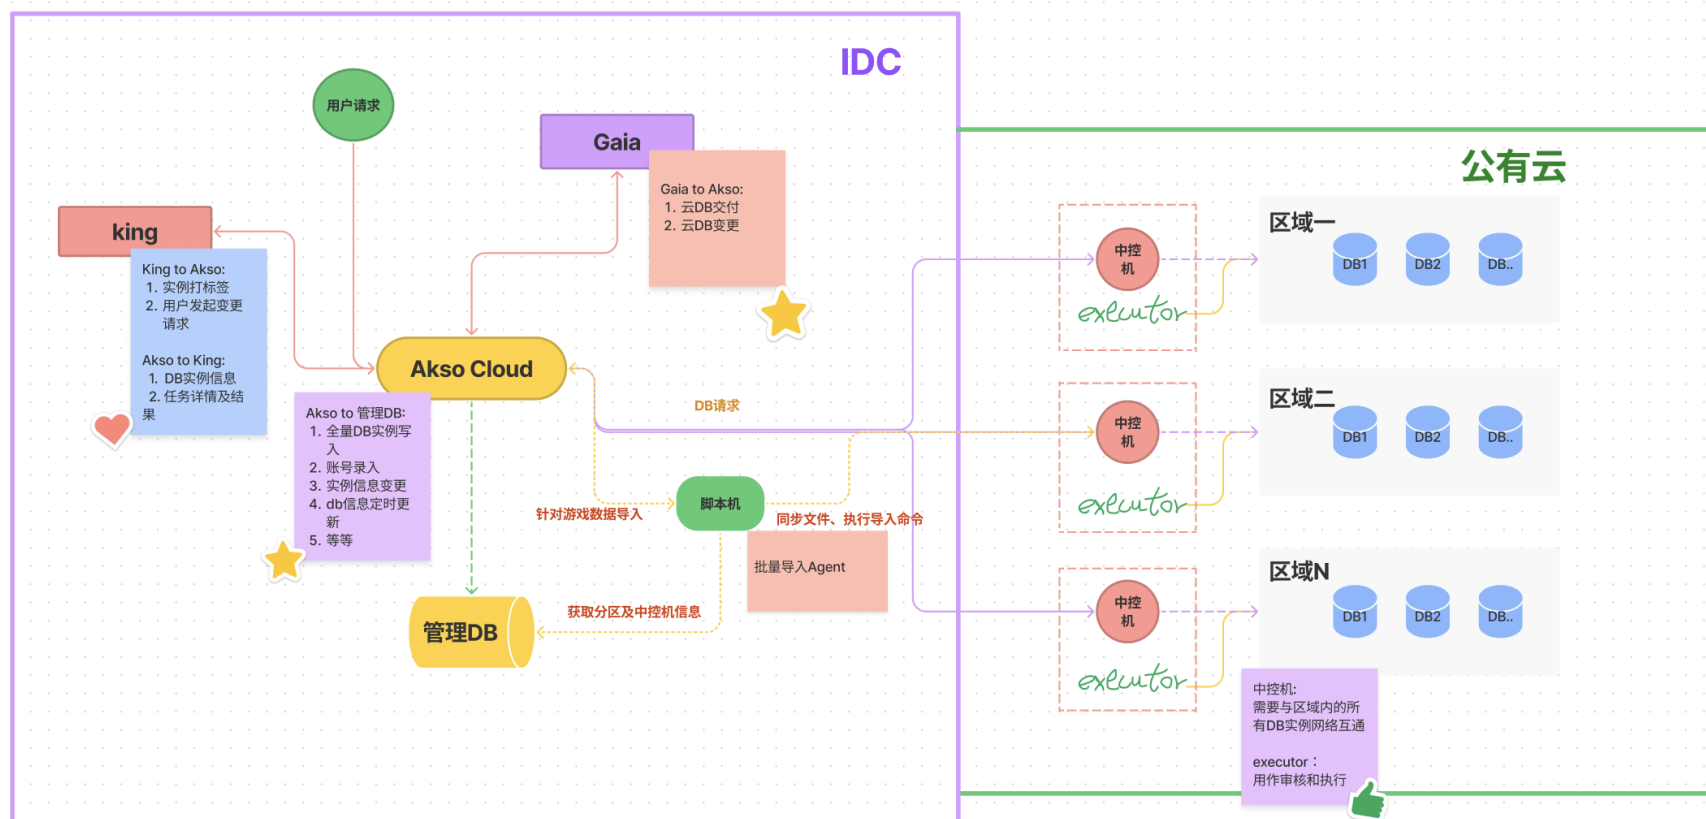 IDC
用户请求
Gaia
Gaia to Akso:
1. 云DB交付
2. 云DB变更
king
King to Akso:
1. 实例打标签
2. 用户发起变更
请求
Akso to King:
1. DB实例信息
2. 任务详情及结
果
Akso Cloud
Akso to 管理DB:
1. 全量DB实例写
入
2. 账号录入
3. 实例信息变更
4. db信息定时更
新
5. 等等
DB请求
针对游戏数据导入
脚本机
同步文件、执行导入命令
批量导入Agent
获取分区及中控机信息
管理DB
公有云
中控
机
executor
区域一
DB1
DB2
DB..
中控
机
executor
区域二
DB1
DB2
DB..
中控
机
executor
区域N
DB1
DB2
DB..
中控机:
需要与区域内的所
有DB实例网络互通
executor：
用作审核和执行